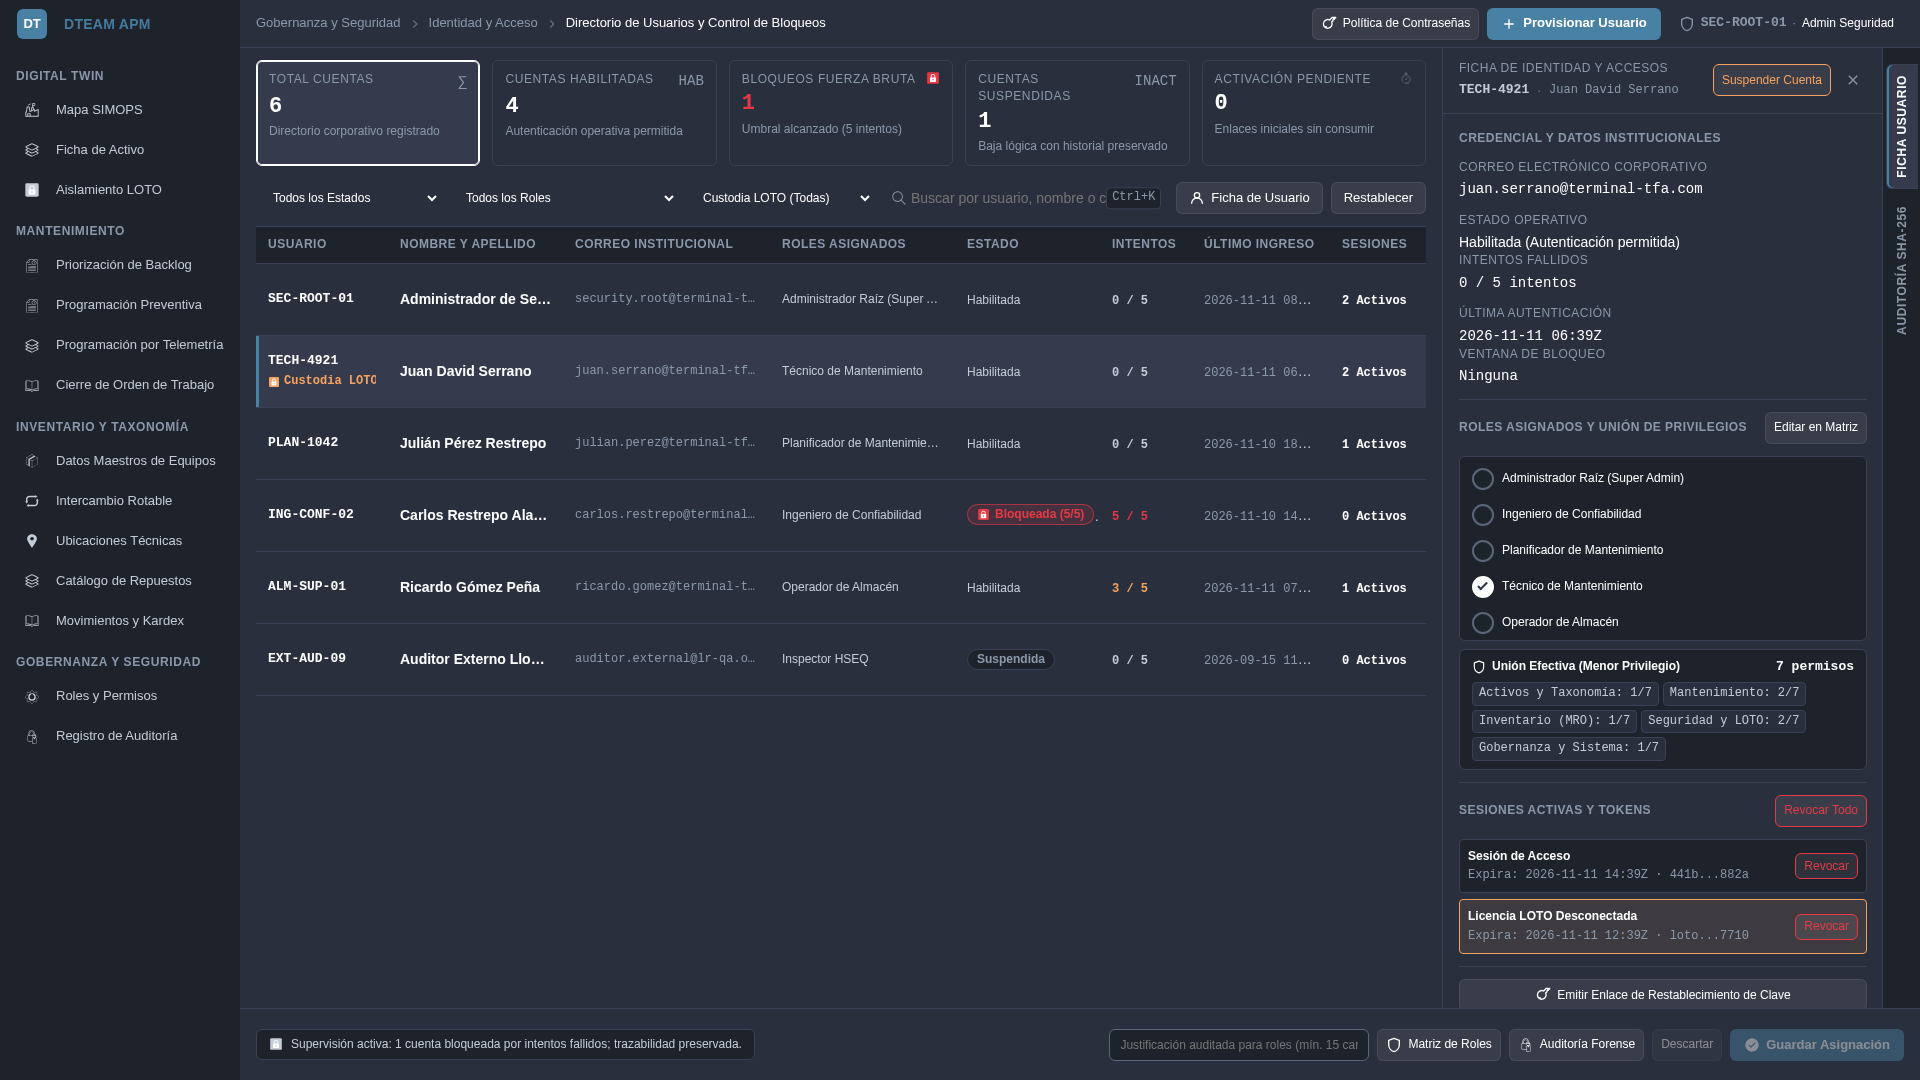 DT DTEAM APM
DIGITAL TWIN
Mapa SIMOPS
Ficha de Activo
Aislamiento LOTO
MANTENIMIENTO
Priorización de Backlog
Programación Preventiva
Programación por Telemetría
Cierre de Orden de Trabajo
INVENTARIO Y TAXONOMÍA
Datos Maestros de Equipos
Intercambio Rotable
Ubicaciones Técnicas
Catálogo de Repuestos
Movimientos y Kardex
GOBERNANZA Y SEGURIDAD
Roles y Permisos
Registro de Auditoría
Gobernanza y Seguridad > Identidad y Acceso > Directorio de Usuarios y Control de Bloqueos
Política de Contraseñas
+ Provisionar Usuario
SEC-ROOT-01 · Admin Seguridad
TOTAL CUENTAS ∑
6
Directorio corporativo registrado
CUENTAS HABILITADAS HAB
4
Autenticación operativa permitida
BLOQUEOS FUERZA BRUTA
1
Umbral alcanzado (5 intentos)
CUENTAS SUSPENDIDAS INACT
1
Baja lógica con historial preservado
ACTIVACIÓN PENDIENTE
0
Enlaces iniciales sin consumir
Todos los Estados
Todos los Roles
Custodia LOTO (Todas)
Buscar por usuario, nombre o c Ctrl+K
Ficha de Usuario
Restablecer
USUARIO NOMBRE Y APELLIDO CORREO INSTITUCIONAL ROLES ASIGNADOS ESTADO INTENTOS ÚLTIMO INGRESO SESIONES
SEC-ROOT-01 Administrador de Se… security.root@terminal-t… Administrador Raíz (Super … Habilitada 0 / 5 2026-11-11 08… 2 Activos
TECH-4921 Juan David Serrano juan.serrano@terminal-tf… Técnico de Mantenimiento Habilitada 0 / 5 2026-11-11 06… 2 Activos
Custodia LOTO
PLAN-1042 Julián Pérez Restrepo julian.perez@terminal-tf… Planificador de Mantenimie… Habilitada 0 / 5 2026-11-10 18… 1 Activos
ING-CONF-02 Carlos Restrepo Ala… carlos.restrepo@terminal… Ingeniero de Confiabilidad Bloqueada (5/5) 5 / 5 2026-11-10 14… 0 Activos
ALM-SUP-01 Ricardo Gómez Peña ricardo.gomez@terminal-t… Operador de Almacén Habilitada 3 / 5 2026-11-11 07… 1 Activos
EXT-AUD-09 Auditor Externo Llo… auditor.external@lr-qa.o… Inspector HSEQ Suspendida 0 / 5 2026-09-15 11… 0 Activos
FICHA DE IDENTIDAD Y ACCESOS
TECH-4921 · Juan David Serrano
Suspender Cuenta
CREDENCIAL Y DATOS INSTITUCIONALES
CORREO ELECTRÓNICO CORPORATIVO
juan.serrano@terminal-tfa.com
ESTADO OPERATIVO
Habilitada (Autenticación permitida)
INTENTOS FALLIDOS
0 / 5 intentos
ÚLTIMA AUTENTICACIÓN
2026-11-11 06:39Z
VENTANA DE BLOQUEO
Ninguna
ROLES ASIGNADOS Y UNIÓN DE PRIVILEGIOS
Editar en Matriz
Administrador Raíz (Super Admin)
Ingeniero de Confiabilidad
Planificador de Mantenimiento
Técnico de Mantenimiento
Operador de Almacén
Unión Efectiva (Menor Privilegio) 7 permisos
Activos y Taxonomía: 1/7 Mantenimiento: 2/7
Inventario (MRO): 1/7 Seguridad y LOTO: 2/7
Gobernanza y Sistema: 1/7
SESIONES ACTIVAS Y TOKENS
Revocar Todo
Sesión de Acceso
Expira: 2026-11-11 14:39Z · 441b...882a
Revocar
Licencia LOTO Desconectada
Expira: 2026-11-11 12:39Z · loto...7710
Revocar
Emitir Enlace de Restablecimiento de Clave
FICHA USUARIO
AUDITORÍA SHA-256
Supervisión activa: 1 cuenta bloqueada por intentos fallidos; trazabilidad preservada.
Justificación auditada para roles (mín. 15 car
Matriz de Roles
Auditoría Forense
Descartar
Guardar Asignación